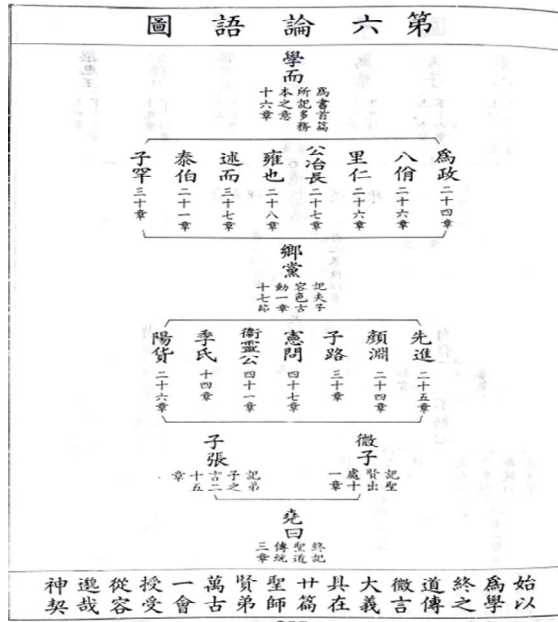 第六論語圖
學而
爲書首篇
所記多務
本之意
十六章
爲政 二十四章
八佾 二十六章
里仁 二十六章
公冶長 二十七章
雍也 二十八章
述而 三十七章
泰伯 二十一章
子罕 三十章
鄉黨
記夫子
容色言
動一章
十七節
先進 二十五章
顏淵 二十四章
子路 三十章
憲問 四十七章
衛靈公 四十一章
季氏 十四章
陽貨 二十六章
微子
記聖
賢出
處十
一章
子張
記弟
子之
言二
十五
章
堯曰
終記
聖道
傳統
三章
始以
爲學
終之
道傳
微言
大義
具在
廿篇
聖師
賢弟
萬古
一會
授受
從容
邈哉
神契